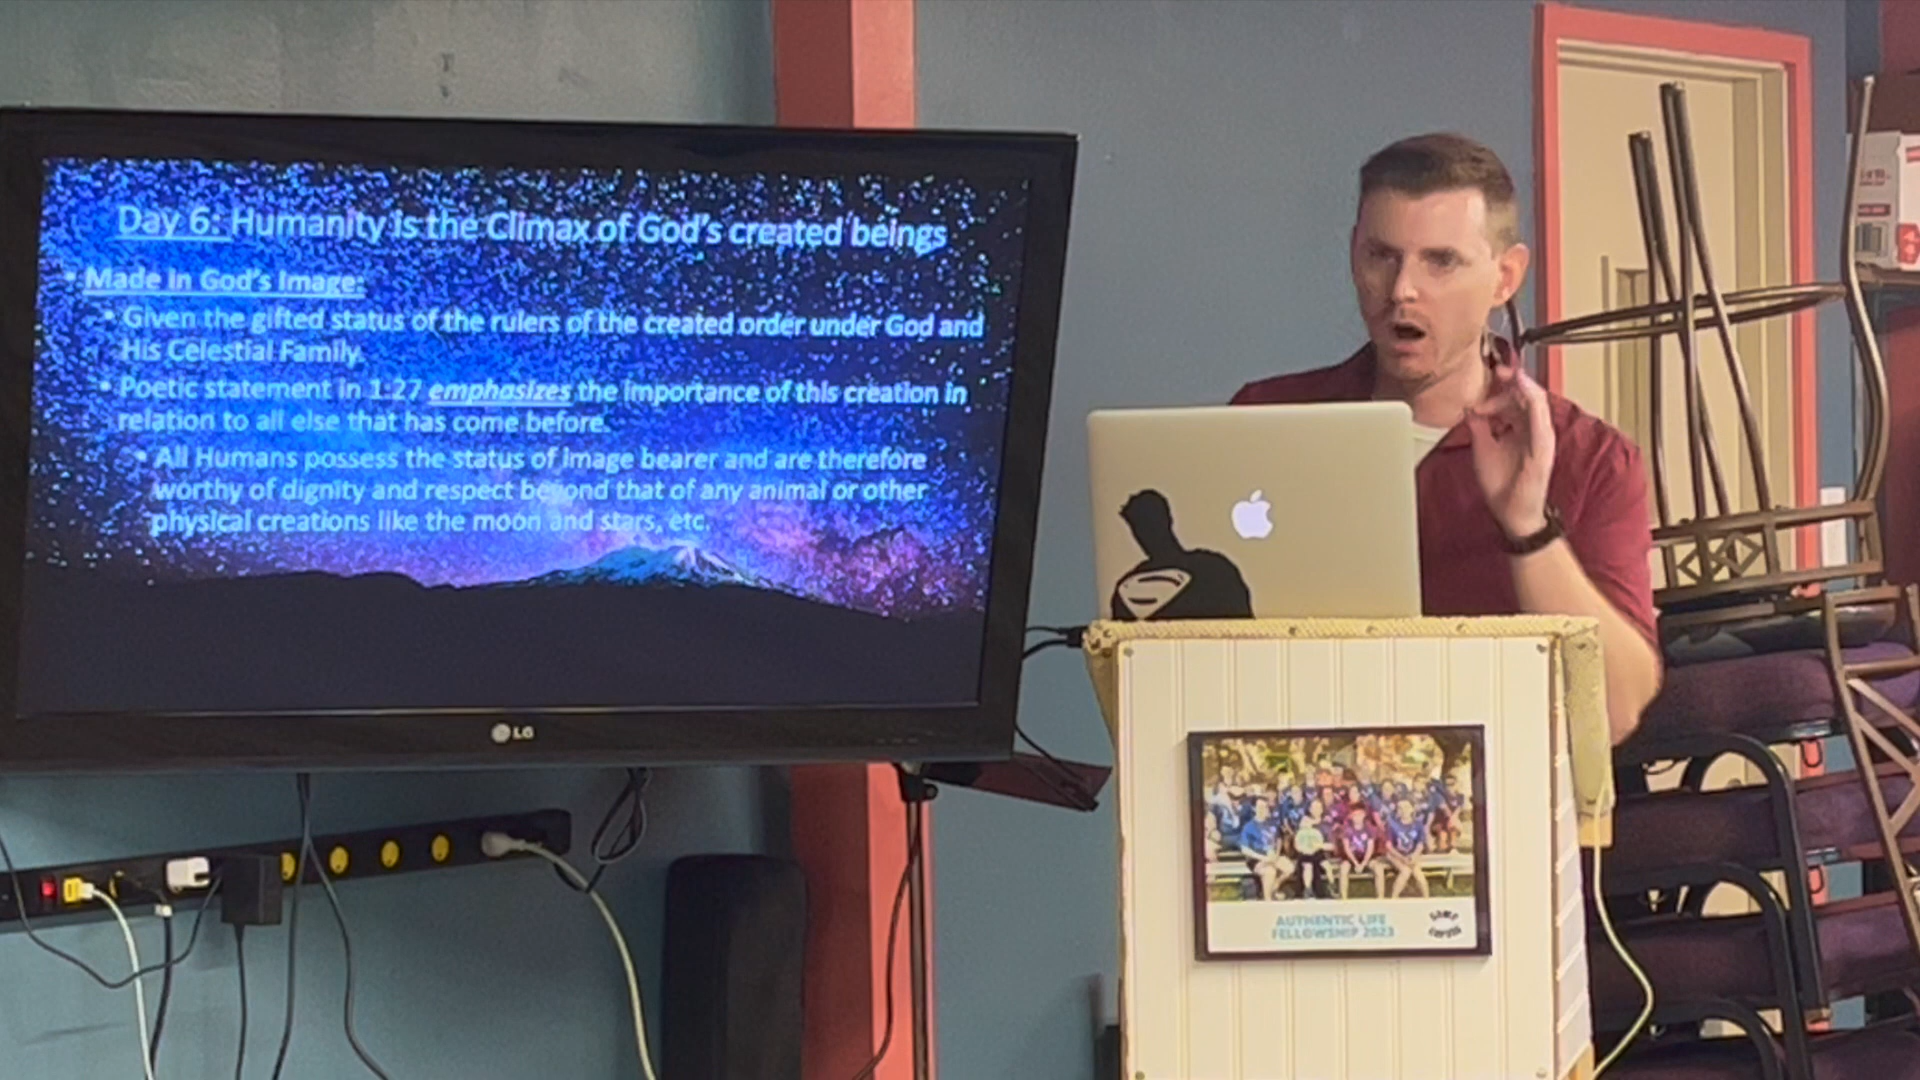 Day 6: Humanity is the Climax of God's created beings
• Made in God's Image:
• Given the gifted status of the rulers of the created order under God and
His Celestial Family.
• Poetic statement in 1:27 emphasizes the importance of this creation in
relation to all else that has come before.
• All Humans possess the status of image bearer and are therefore
worthy of dignity and respect beyond that of any animal or other
physical creations like the moon and stars, etc.
LG
AUTHENTIC LIFE
FELLOWSHIP 2023
CAMP